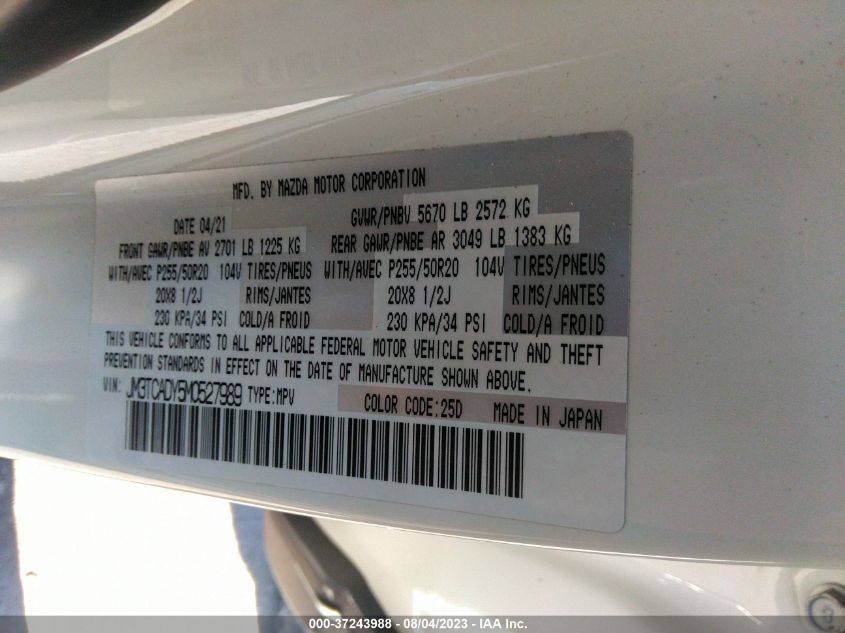 MFD. BY MAZDA MOTOR CORPORATION
DATE 04/21 GVWR/PNBV 5670 LB 2572 KG
FRONT GAWR/PNBE AV 2701 LB 1225 KG REAR GAWR/PNBE AR 3049 LB 1383 KG
WITH/AVEC P255/50R20 104V TIRES/PNEUS WITH/AVEC P255/50R20 104V TIRES/PNEUS
20X8 1/2J RIMS/JANTES 20X8 1/2J RIMS/JANTES
230 KPA/34 PSI COLD/A FROID 230 KPA/34 PSI COLD/A FROID
THIS VEHICLE CONFORMS TO ALL APPLICABLE FEDERAL MOTOR VEHICLE SAFETY AND THEFT
PREVENTION STANDARDS IN EFFECT ON THE DATE OF MANUFACTURE SHOWN ABOVE.
VIN: JM3TCADY5M0527989 TYPE:MPV COLOR CODE:25D MADE IN JAPAN
000-37243988 - 08/04/2023 - IAA Inc.